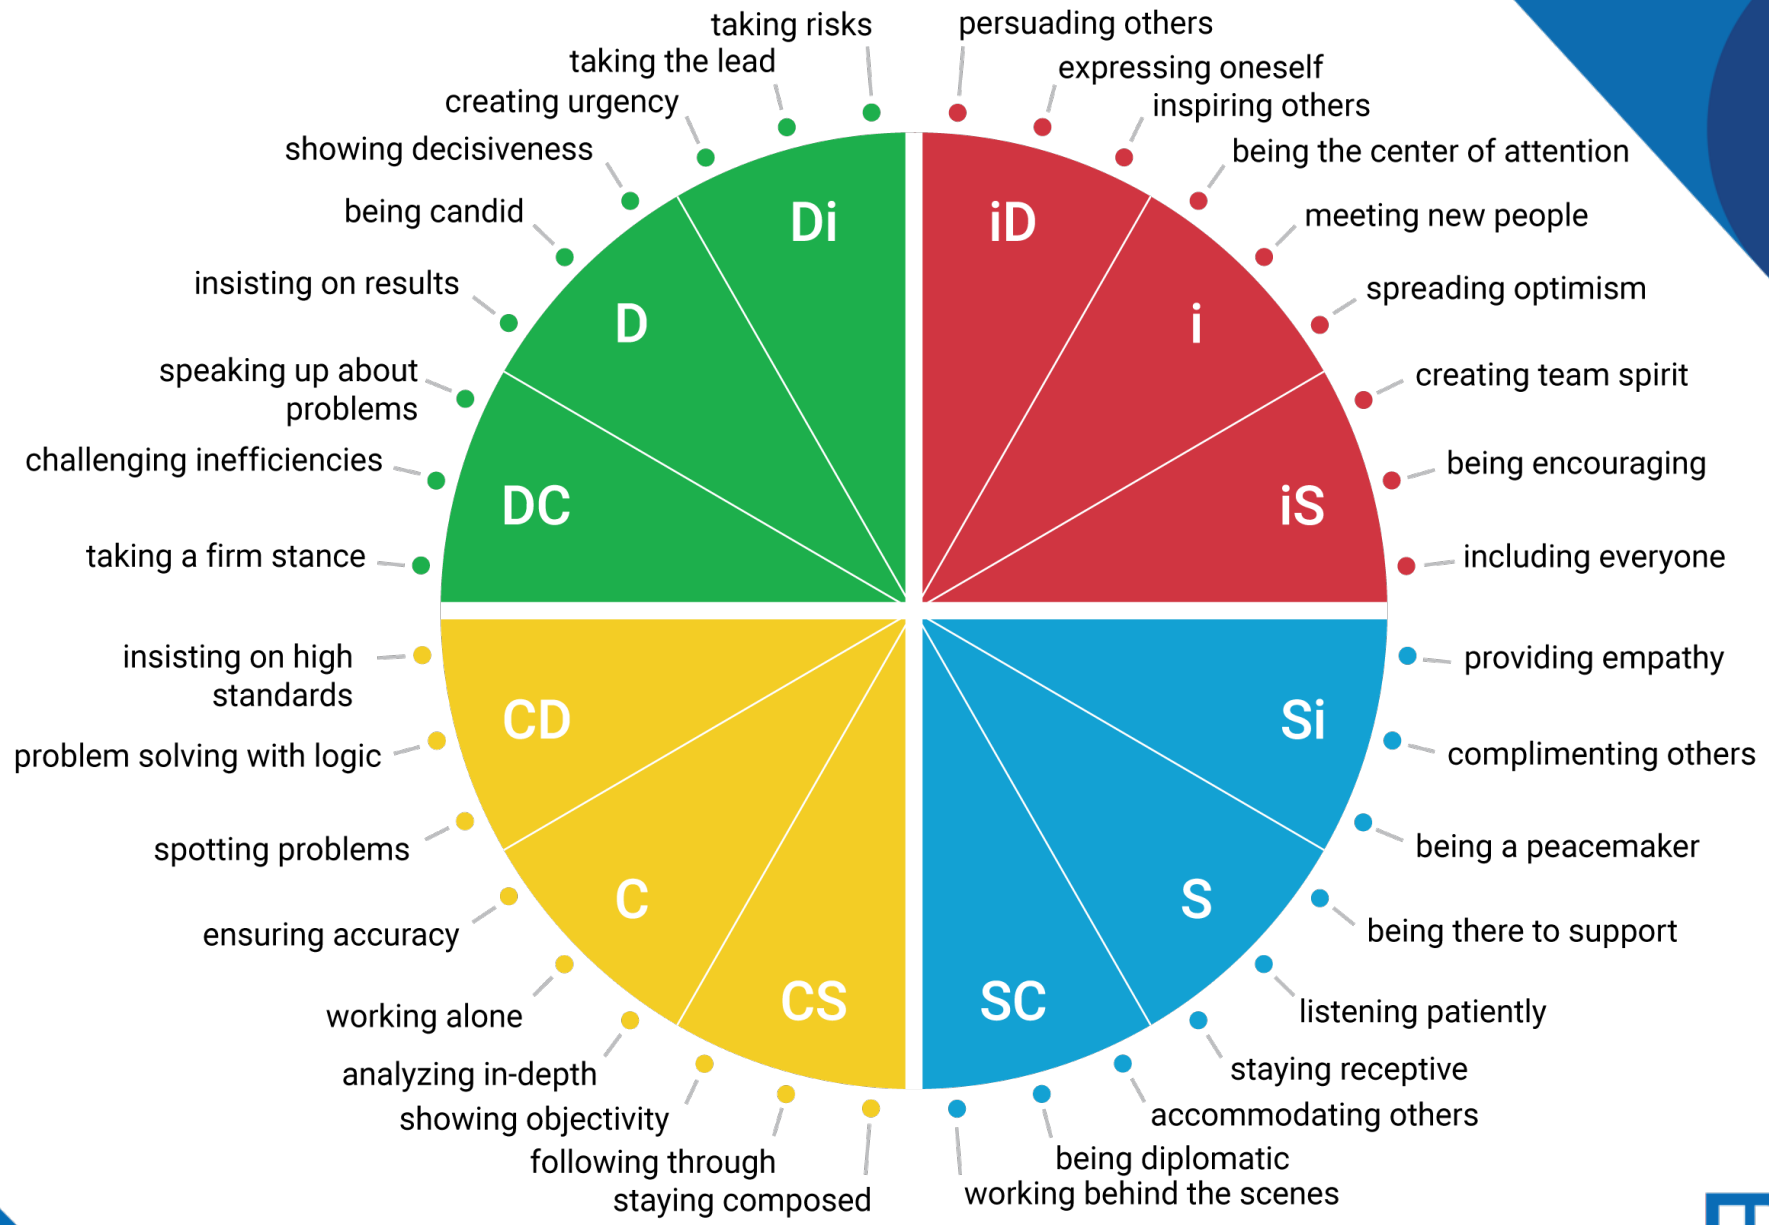 taking risks
persuading others
taking the lead
expressing oneself
creating urgency
inspiring others
showing decisiveness
being the center of attention
being candid
meeting new people
Di
iD
insisting on results
spreading optimism
D
i
speaking up about
problems
creating team spirit
challenging inefficiencies
being encouraging
DC
iS
taking a firm stance
including everyone
insisting on high
standards
providing empathy
CD
Si
problem solving with logic
complimenting others
spotting problems
being a peacemaker
C
S
ensuring accuracy
being there to support
CS
SC
working alone
listening patiently
analyzing in-depth
staying receptive
showing objectivity
accommodating others
following through
being diplomatic
staying composed
working behind the scenes